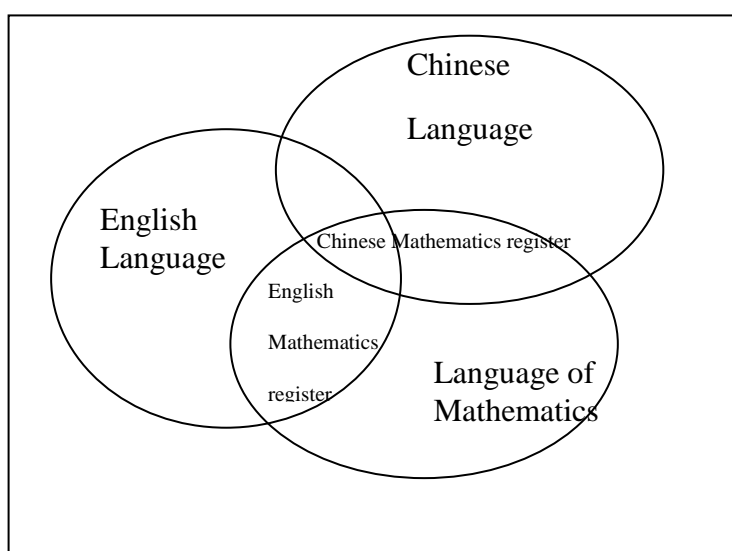 Chinese
Language
English
Language
Chinese Mathematics register
English
Mathematics
register
Language of
Mathematics